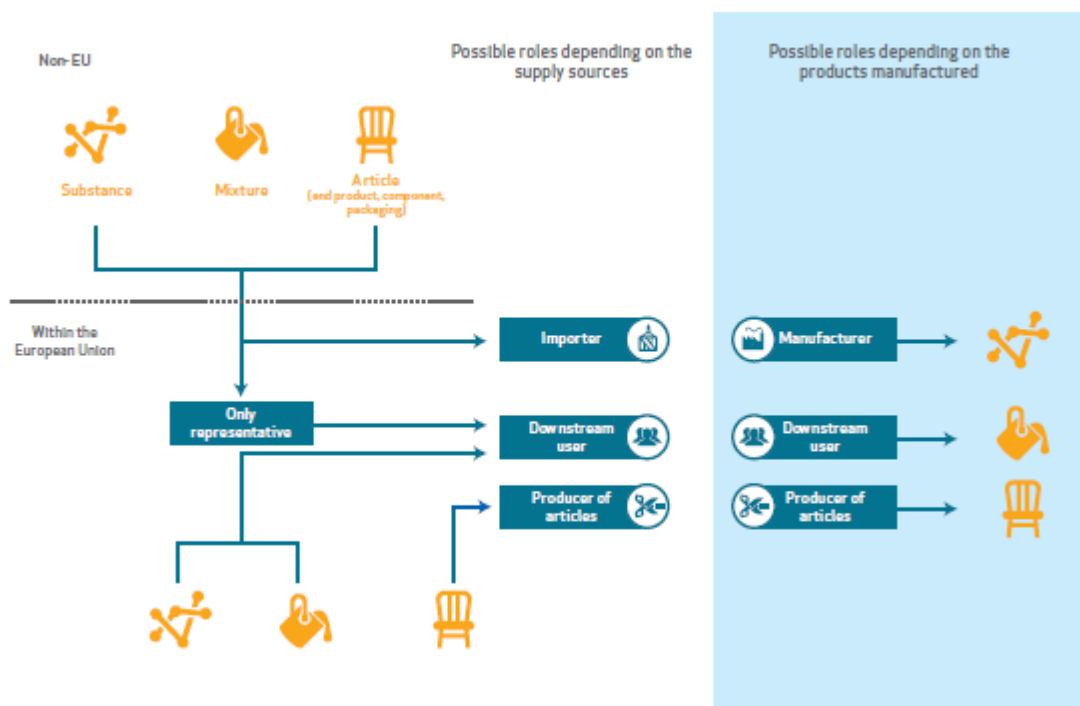 Non-EU
Possible roles depending on the
supply sources
Possible roles depending on the
products manufactured
Substance
Mixture
Article
(end product, component,
packaging)
Within the
European Union
Importer
Manufacturer
Only
representative
Downstream
user
Downstream
user
Producer of
articles
Producer of
articles